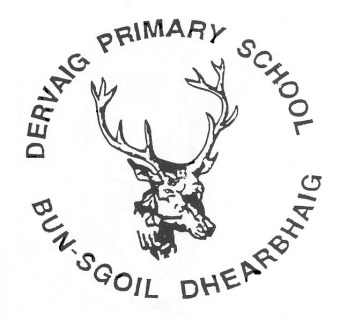 DERVAIG PRIMARY SCHOOL
BUN-SGOIL DHEARBHAIG